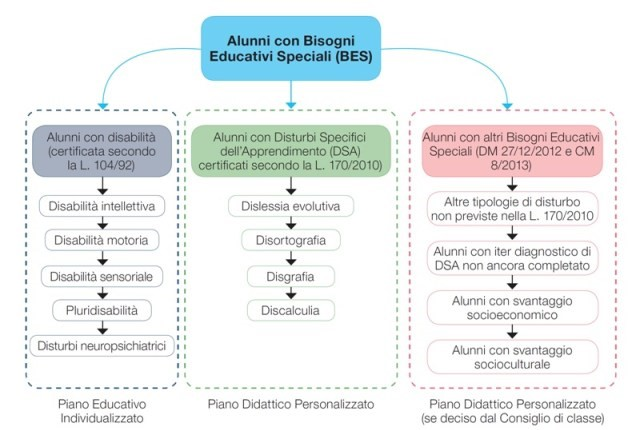 Alunni con Bisogni
Educativi Speciali (BES)
Alunni con disabilità
(certificata secondo
la L. 104/92)
Disabilità intellettiva
Disabilità motoria
Disabilità sensoriale
Pluridisabilità
Disturbi neuropsichiatrici
Piano Educativo
Individualizzato
Alunni con Disturbi Specifici
dell'Apprendimento (DSA)
certificati secondo la L. 170/2010
Dislessia evolutiva
Disortografia
Disgrafia
Discalculia
Piano Didattico Personalizzato
Alunni con altri Bisogni Educativi
Speciali (DM 27/12/2012 e CM
8/2013)
Altre tipologie di disturbo
non previste nella L. 170/2010
Alunni con iter diagnostico di
DSA non ancora completato
Alunni con svantaggio
socioeconomico
Alunni con svantaggio
socioculturale
Piano Didattico Personalizzato
(se deciso dal Consiglio di classe)